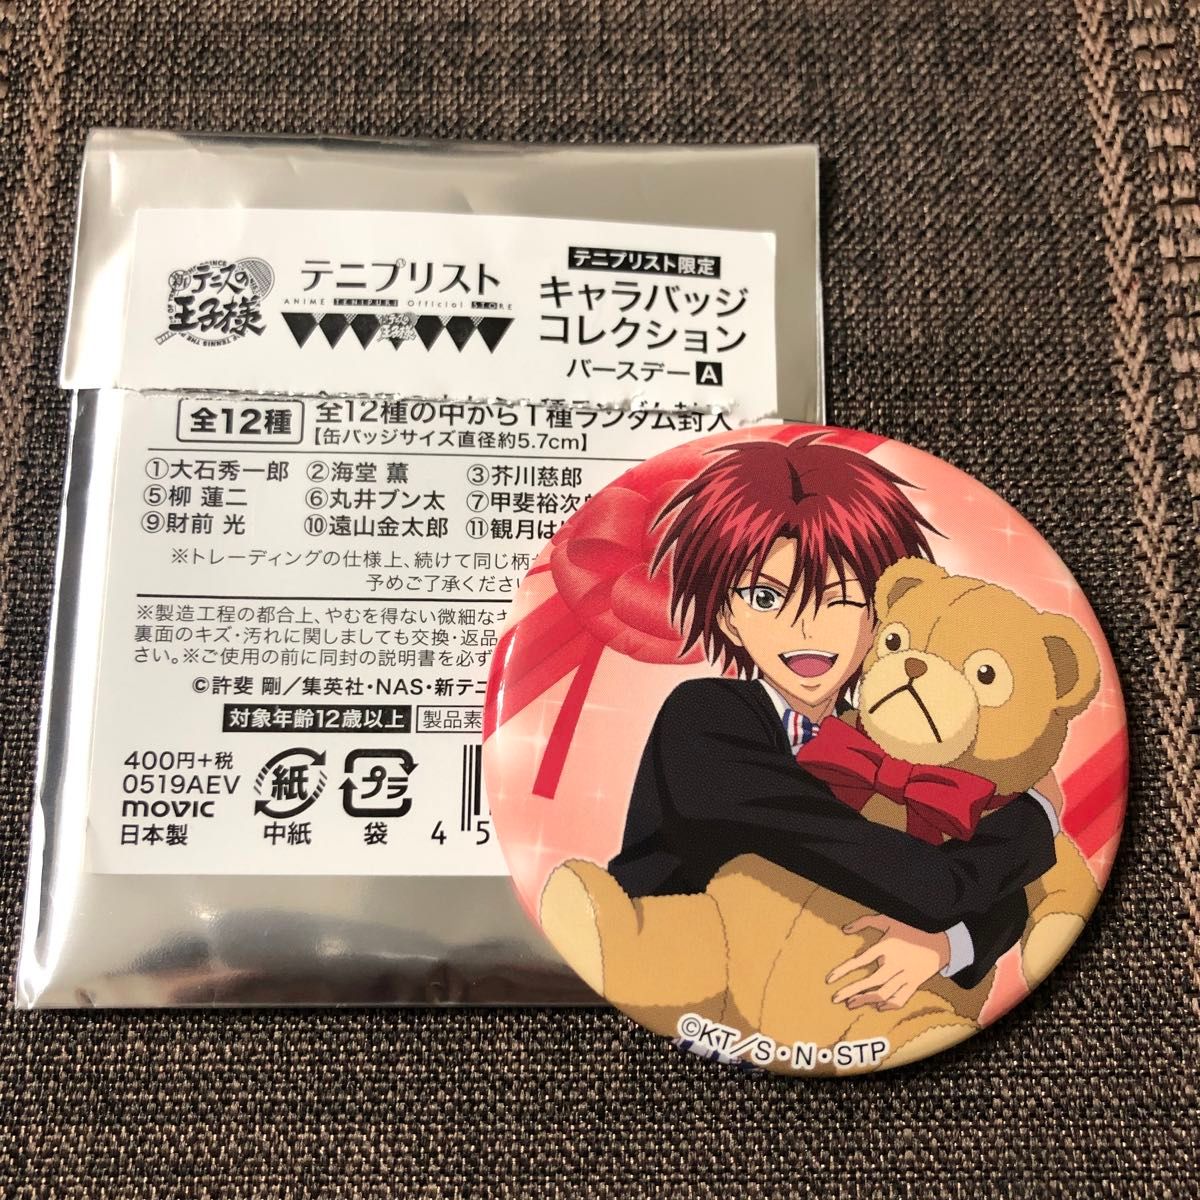 新テニスの
王子様
テニプリスト
ANIME TENIPURI Official STORE
テニプリスト限定
キャラバッジ
コレクション
バースデー A
全12種 全12種の中から1種ランダム封入
【缶バッジサイズ直径約5.7cm】
①大石秀一郎 ②海堂 薫 ③芥川慈郎
⑤柳 蓮二 ⑥丸井ブン太 ⑦甲斐裕次
⑨財前 光 ⑩遠山金太郎 ⑪観月は
※トレーディングの仕様上、続けて同じ柄
予めご了承くださ
※製造工程の都合上、やむを得ない微細な
裏面のキズ・汚れに関しましても交換・返品
さい。※ご使用の前に同封の説明書を必ず
©許斐 剛／集英社・NAS・新テニ
対象年齢12歳以上 製品素
400円+税
0519AEV
movic
日本製
紙
中紙
プラ
袋
4 5
©KT/S・N・STP